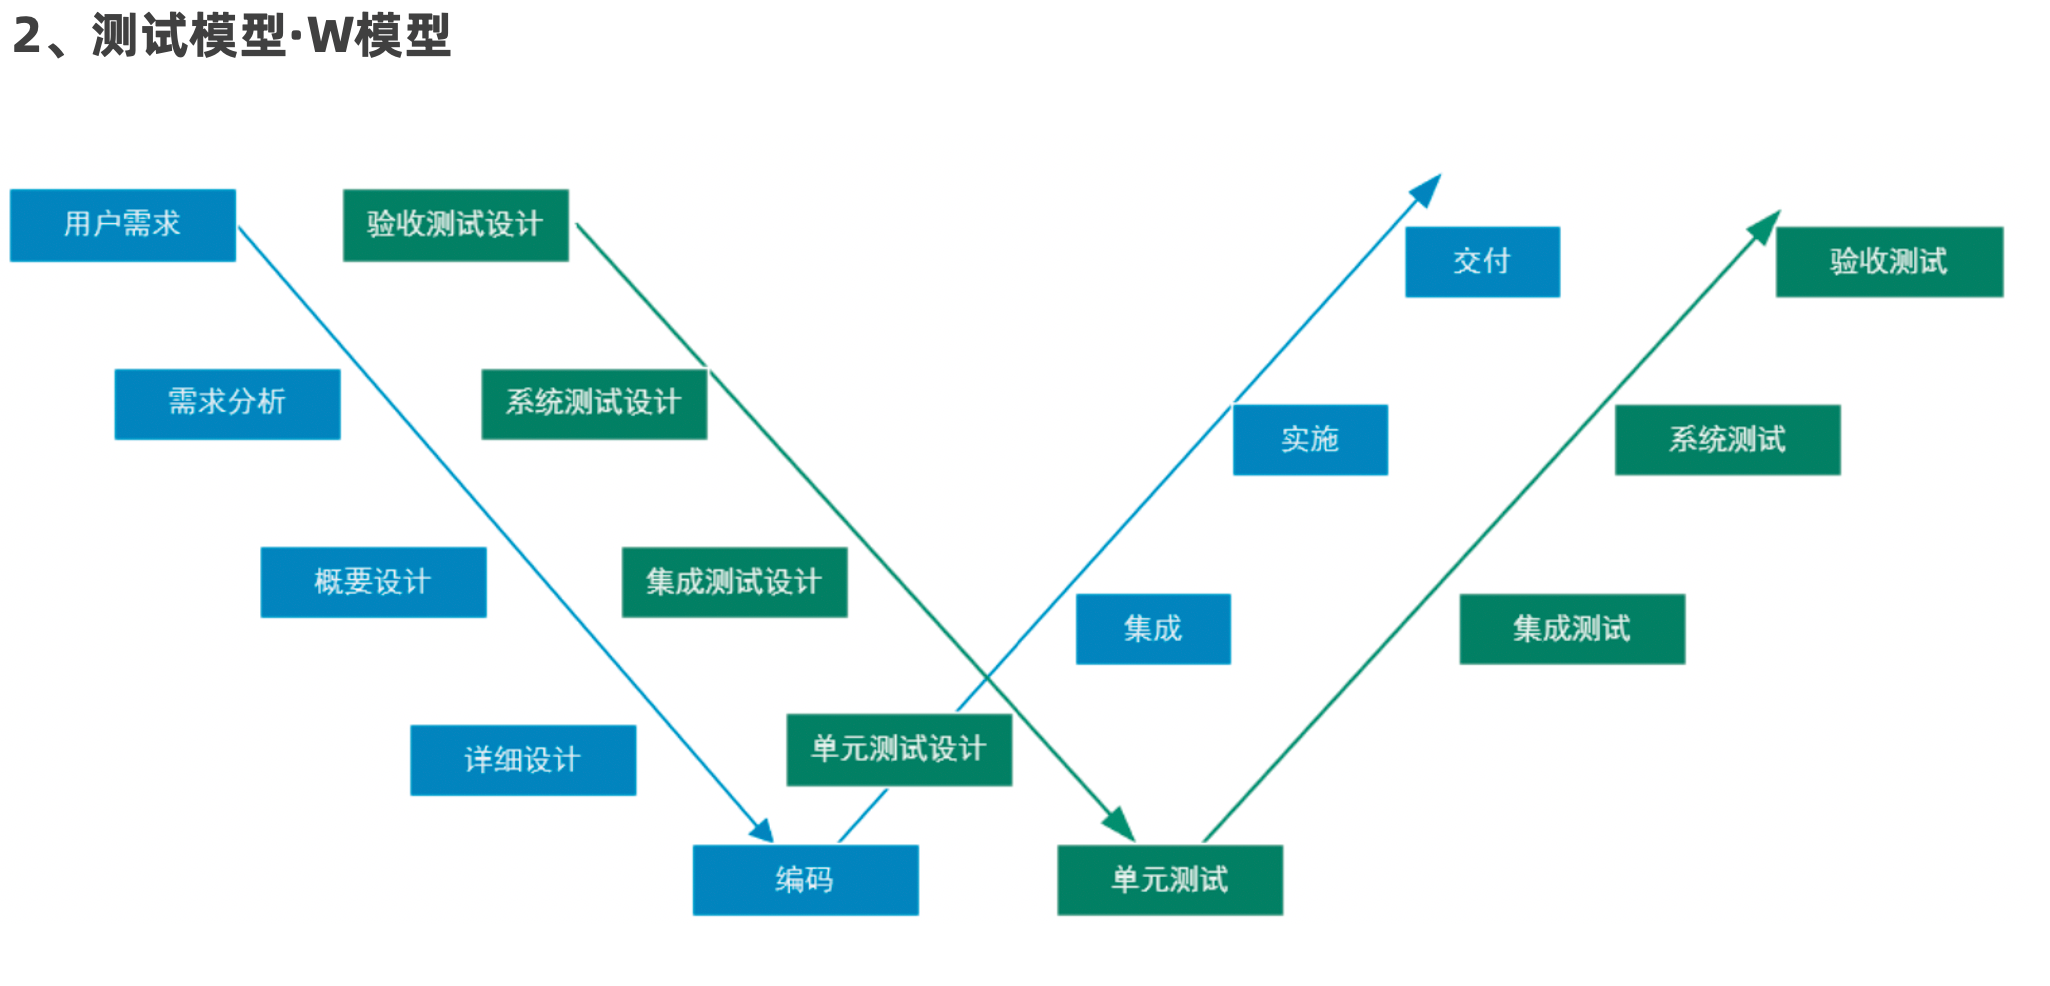 2、测试模型·W模型
用户需求
验收测试设计
交付
验收测试
需求分析
系统测试设计
实施
系统测试
概要设计
集成测试设计
集成
集成测试
详细设计
单元测试设计
编码
单元测试